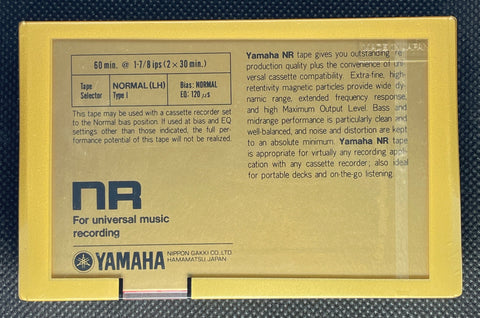 60 min. @ 1-7/8 ips (2 × 30 min.)
Tape Selector
NORMAL (LH)
Type I
Bias: NORMAL
EQ: 120 μs
This tape may be used with a cassette recorder set
to the Normal bias position. If used at bias and EQ
settings other than those indicated, the full per-
formance potential of this tape will not be realized.
NR
For universal music
recording
YAMAHA
NIPPON GAKKI CO., LTD.
HAMAMATSU, JAPAN
MADE IN JAPAN
Yamaha NR tape gives you outstanding re-
production quality plus the convenience of uni-
versal cassette compatibility. Extra-fine, high-
retentivity magnetic particles provide wide dy-
namic range, extended frequency response,
and high Maximum Output Level. Bass and
midrange performance is particularly clean and
well-balanced, and noise and distortion are kept
to an absolute minimum. Yamaha NR tape
is appropriate for virtually any recording appli-
cation with any cassette recorder; also ideal
for portable decks and on-the-go listening.